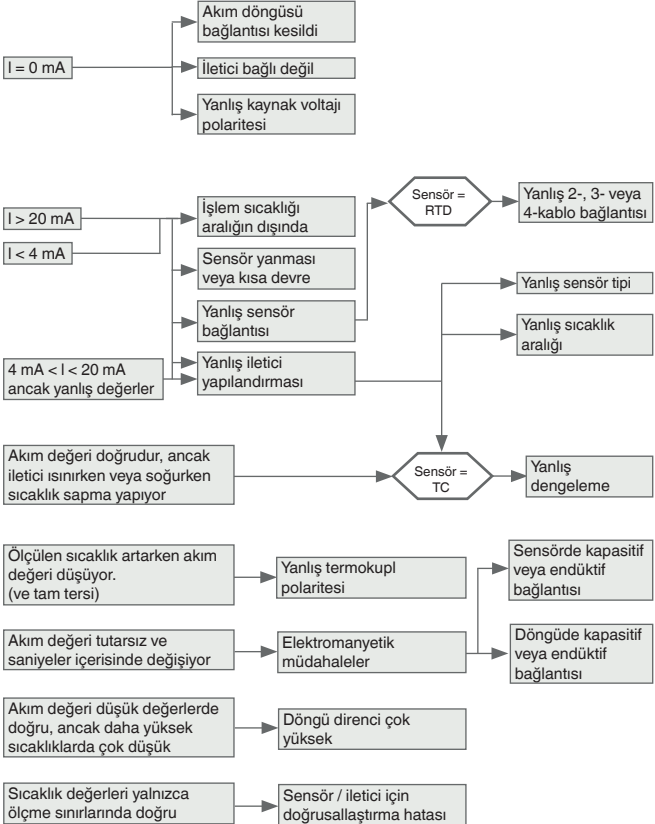 I = 0 mA
Akım döngüsü
bağlantısı kesildi
İletici bağlı değil
Yanlış kaynak voltajı
polaritesi
I > 20 mA
I < 4 mA
4 mA < I < 20 mA
ancak yanlış değerler
İşlem sıcaklığı
aralığın dışında
Sensör yanması
veya kısa devre
Yanlış sensör
bağlantısı
Yanlış iletici
yapılandırması
Sensör =
RTD
Yanlış 2-, 3- veya
4-kablo bağlantısı
Yanlış sensör tipi
Yanlış sıcaklık
aralığı
Akım değeri doğrudur, ancak
iletici ısınırken veya soğurken
sıcaklık sapma yapıyor
Sensör =
TC
Yanlış
dengeleme
Ölçülen sıcaklık artarken akım
değeri düşüyor.
(ve tam tersi)
Yanlış termokupl
polaritesi
Akım değeri tutarsız ve
saniyeler içerisinde değişiyor
Elektromanyetik
müdahaleler
Sensörde kapasitif
veya endüktif
bağlantısı
Döngüde kapasitif
veya endüktif
bağlantısı
Akım değeri düşük değerlerde
doğru, ancak daha yüksek
sıcaklıklarda çok düşük
Döngü direnci çok
yüksek
Sıcaklık değerleri yalnızca
ölçme sınırlarında doğru
Sensör / iletici için
doğrusallaştırma hatası